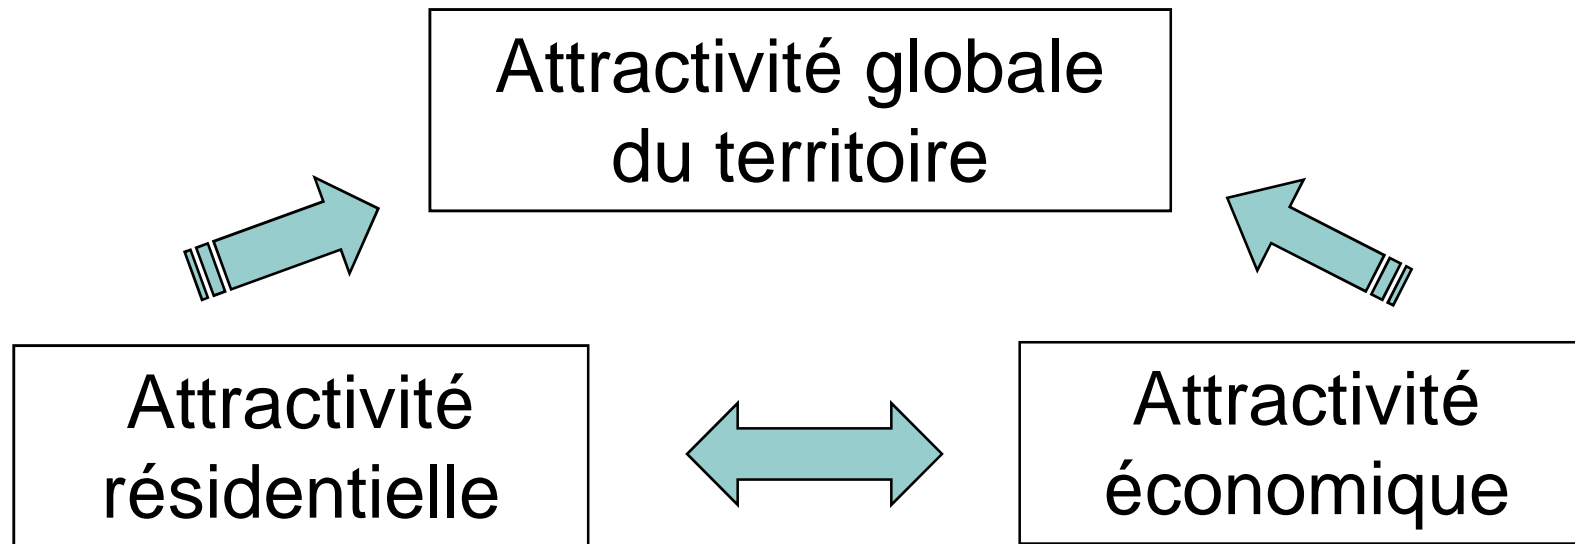 Attractivité globale
du territoire
Attractivité
résidentielle
Attractivité
économique